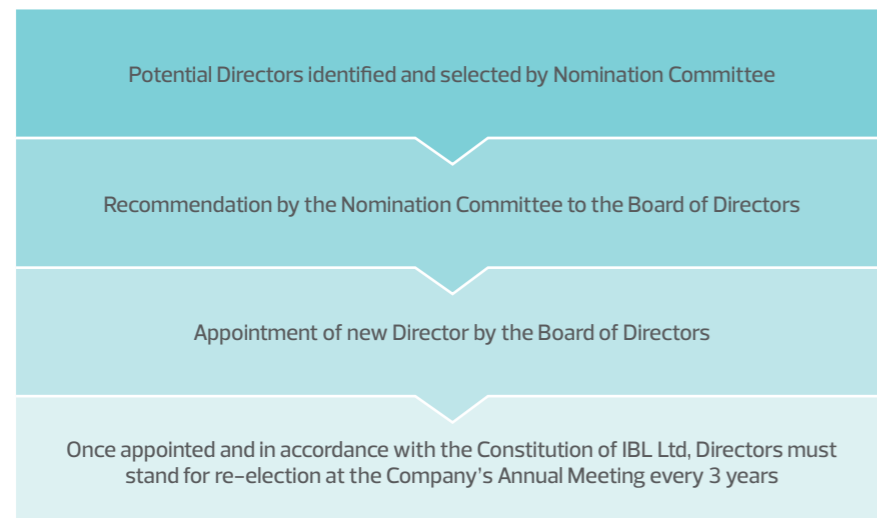 Potential Directors identified and selected by Nomination Committee
Recommendation by the Nomination Committee to the Board of Directors
Appointment of new Director by the Board of Directors
Once appointed and in accordance with the Constitution of IBL Ltd, Directors must
stand for re-election at the Company's Annual Meeting every 3 years